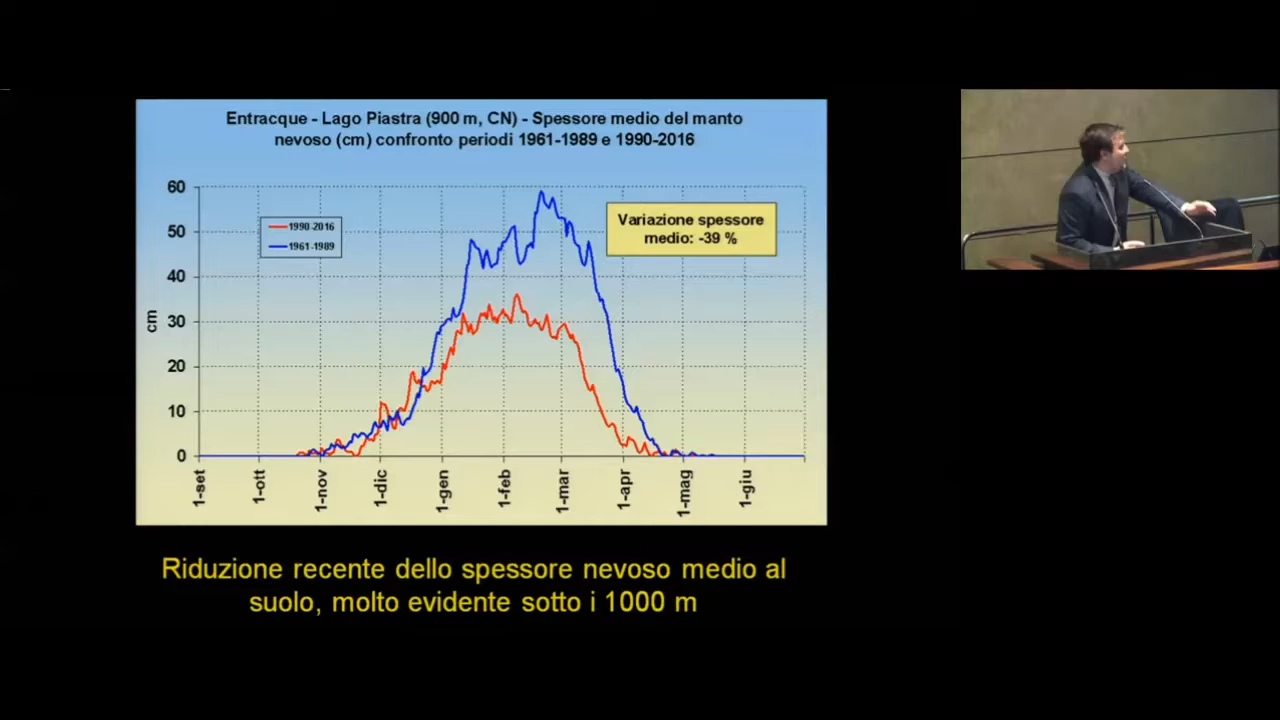 Entracque - Lago Piastra (900 m, CN) - Spessore medio del manto
nevoso (cm) confronto periodi 1961-1989 e 1990-2016
60
50
40
30
20
10
0
cm
1990-2016
1961-1989
Variazione spessore
medio: -39 %
1-set
1-ott
1-nov
1-dic
1-gen
1-feb
1-mar
1-apr
1-mag
1-giu
Riduzione recente dello spessore nevoso medio al
suolo, molto evidente sotto i 1000 m